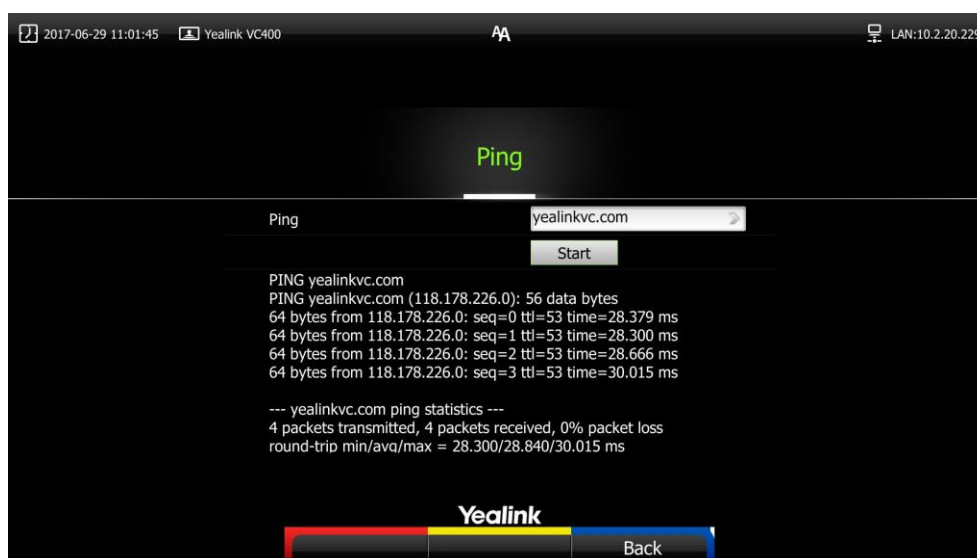 2017-06-29 11:01:45 Yealink VC400 AA LAN:10.2.20.229
Ping
Ping yealinkvc.com
Start
PING yealinkvc.com
PING yealinkvc.com (118.178.226.0): 56 data bytes
64 bytes from 118.178.226.0: seq=0 ttl=53 time=28.379 ms
64 bytes from 118.178.226.0: seq=1 ttl=53 time=28.300 ms
64 bytes from 118.178.226.0: seq=2 ttl=53 time=28.666 ms
64 bytes from 118.178.226.0: seq=3 ttl=53 time=30.015 ms
--- yealinkvc.com ping statistics ---
4 packets transmitted, 4 packets received, 0% packet loss
round-trip min/avg/max = 28.300/28.840/30.015 ms
Yealink
Back